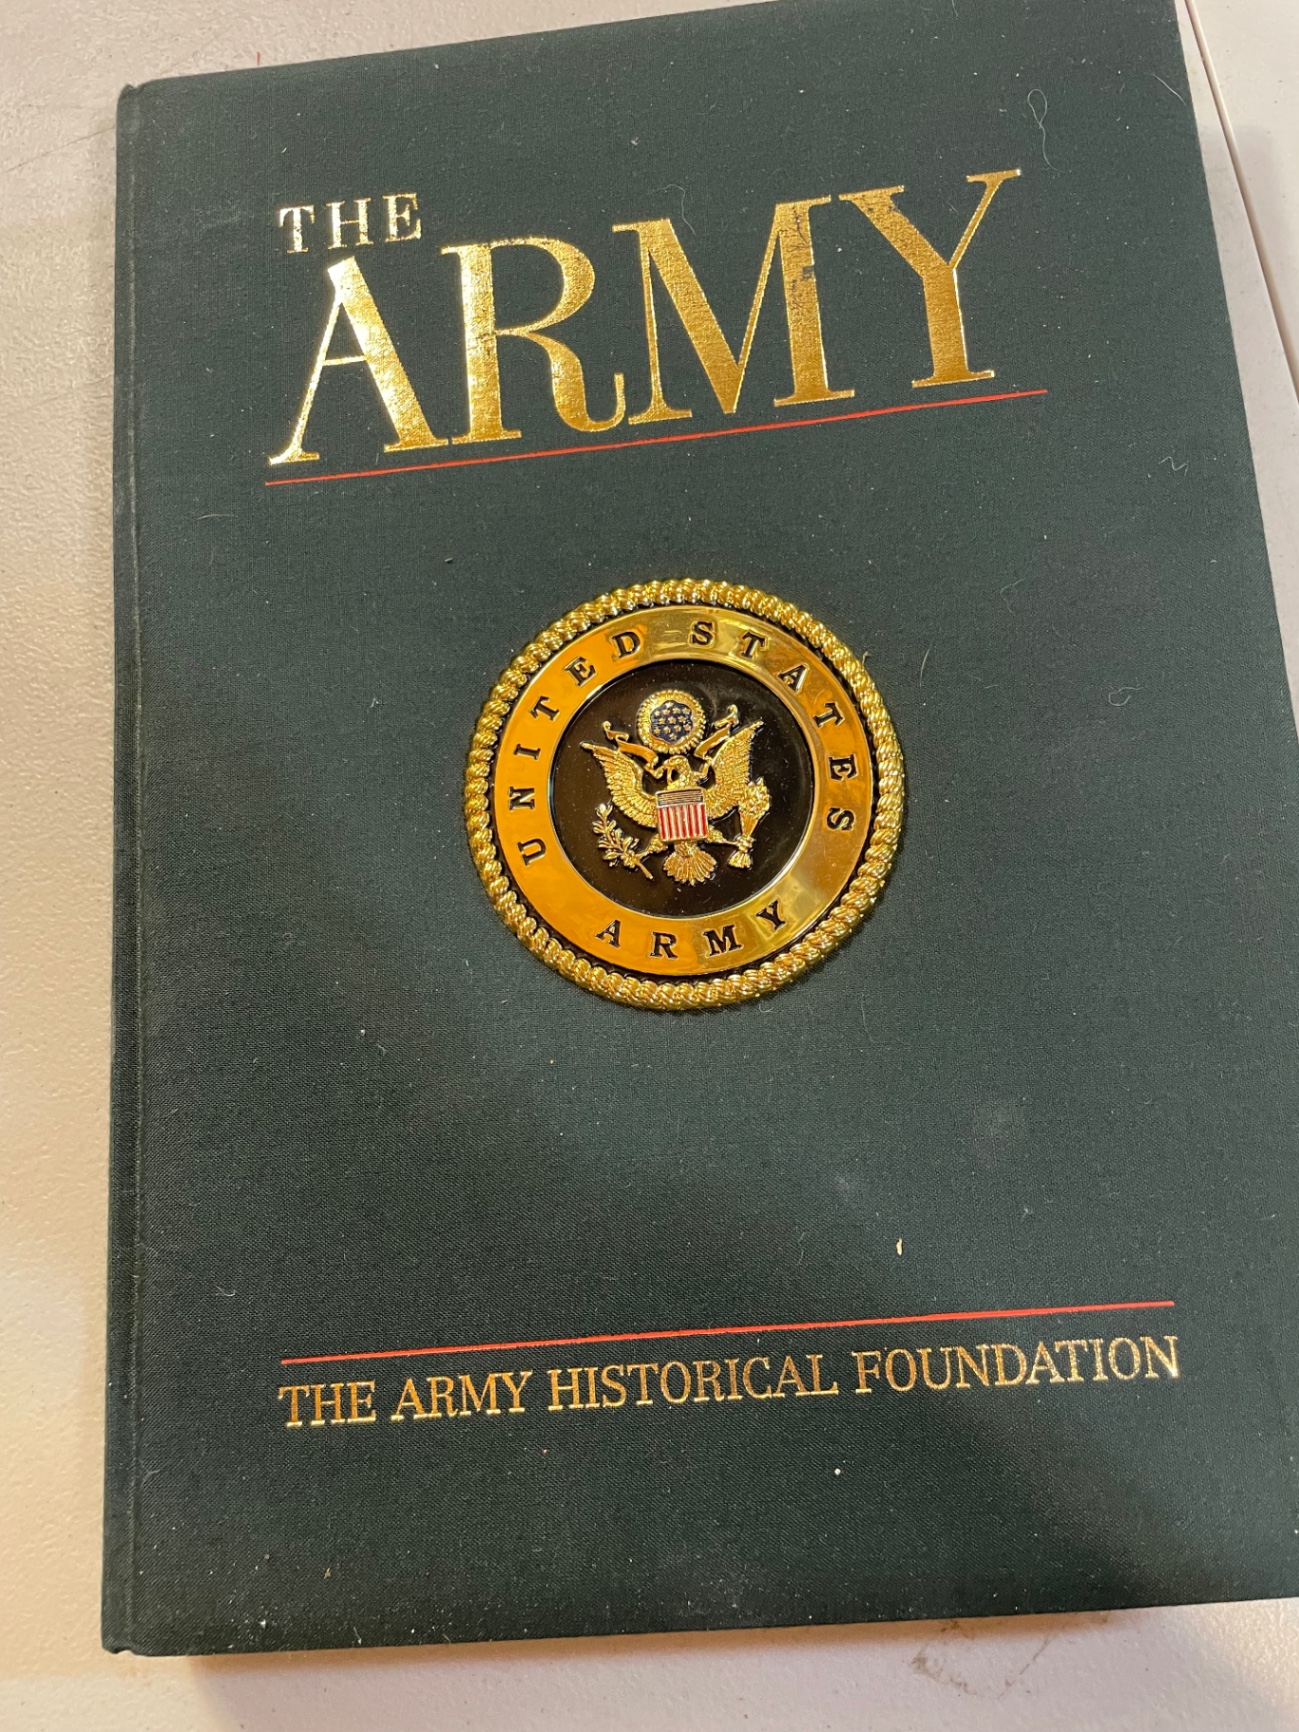 THE
ARMY
UNITED STATES
ARMY
THE ARMY HISTORICAL FOUNDATION